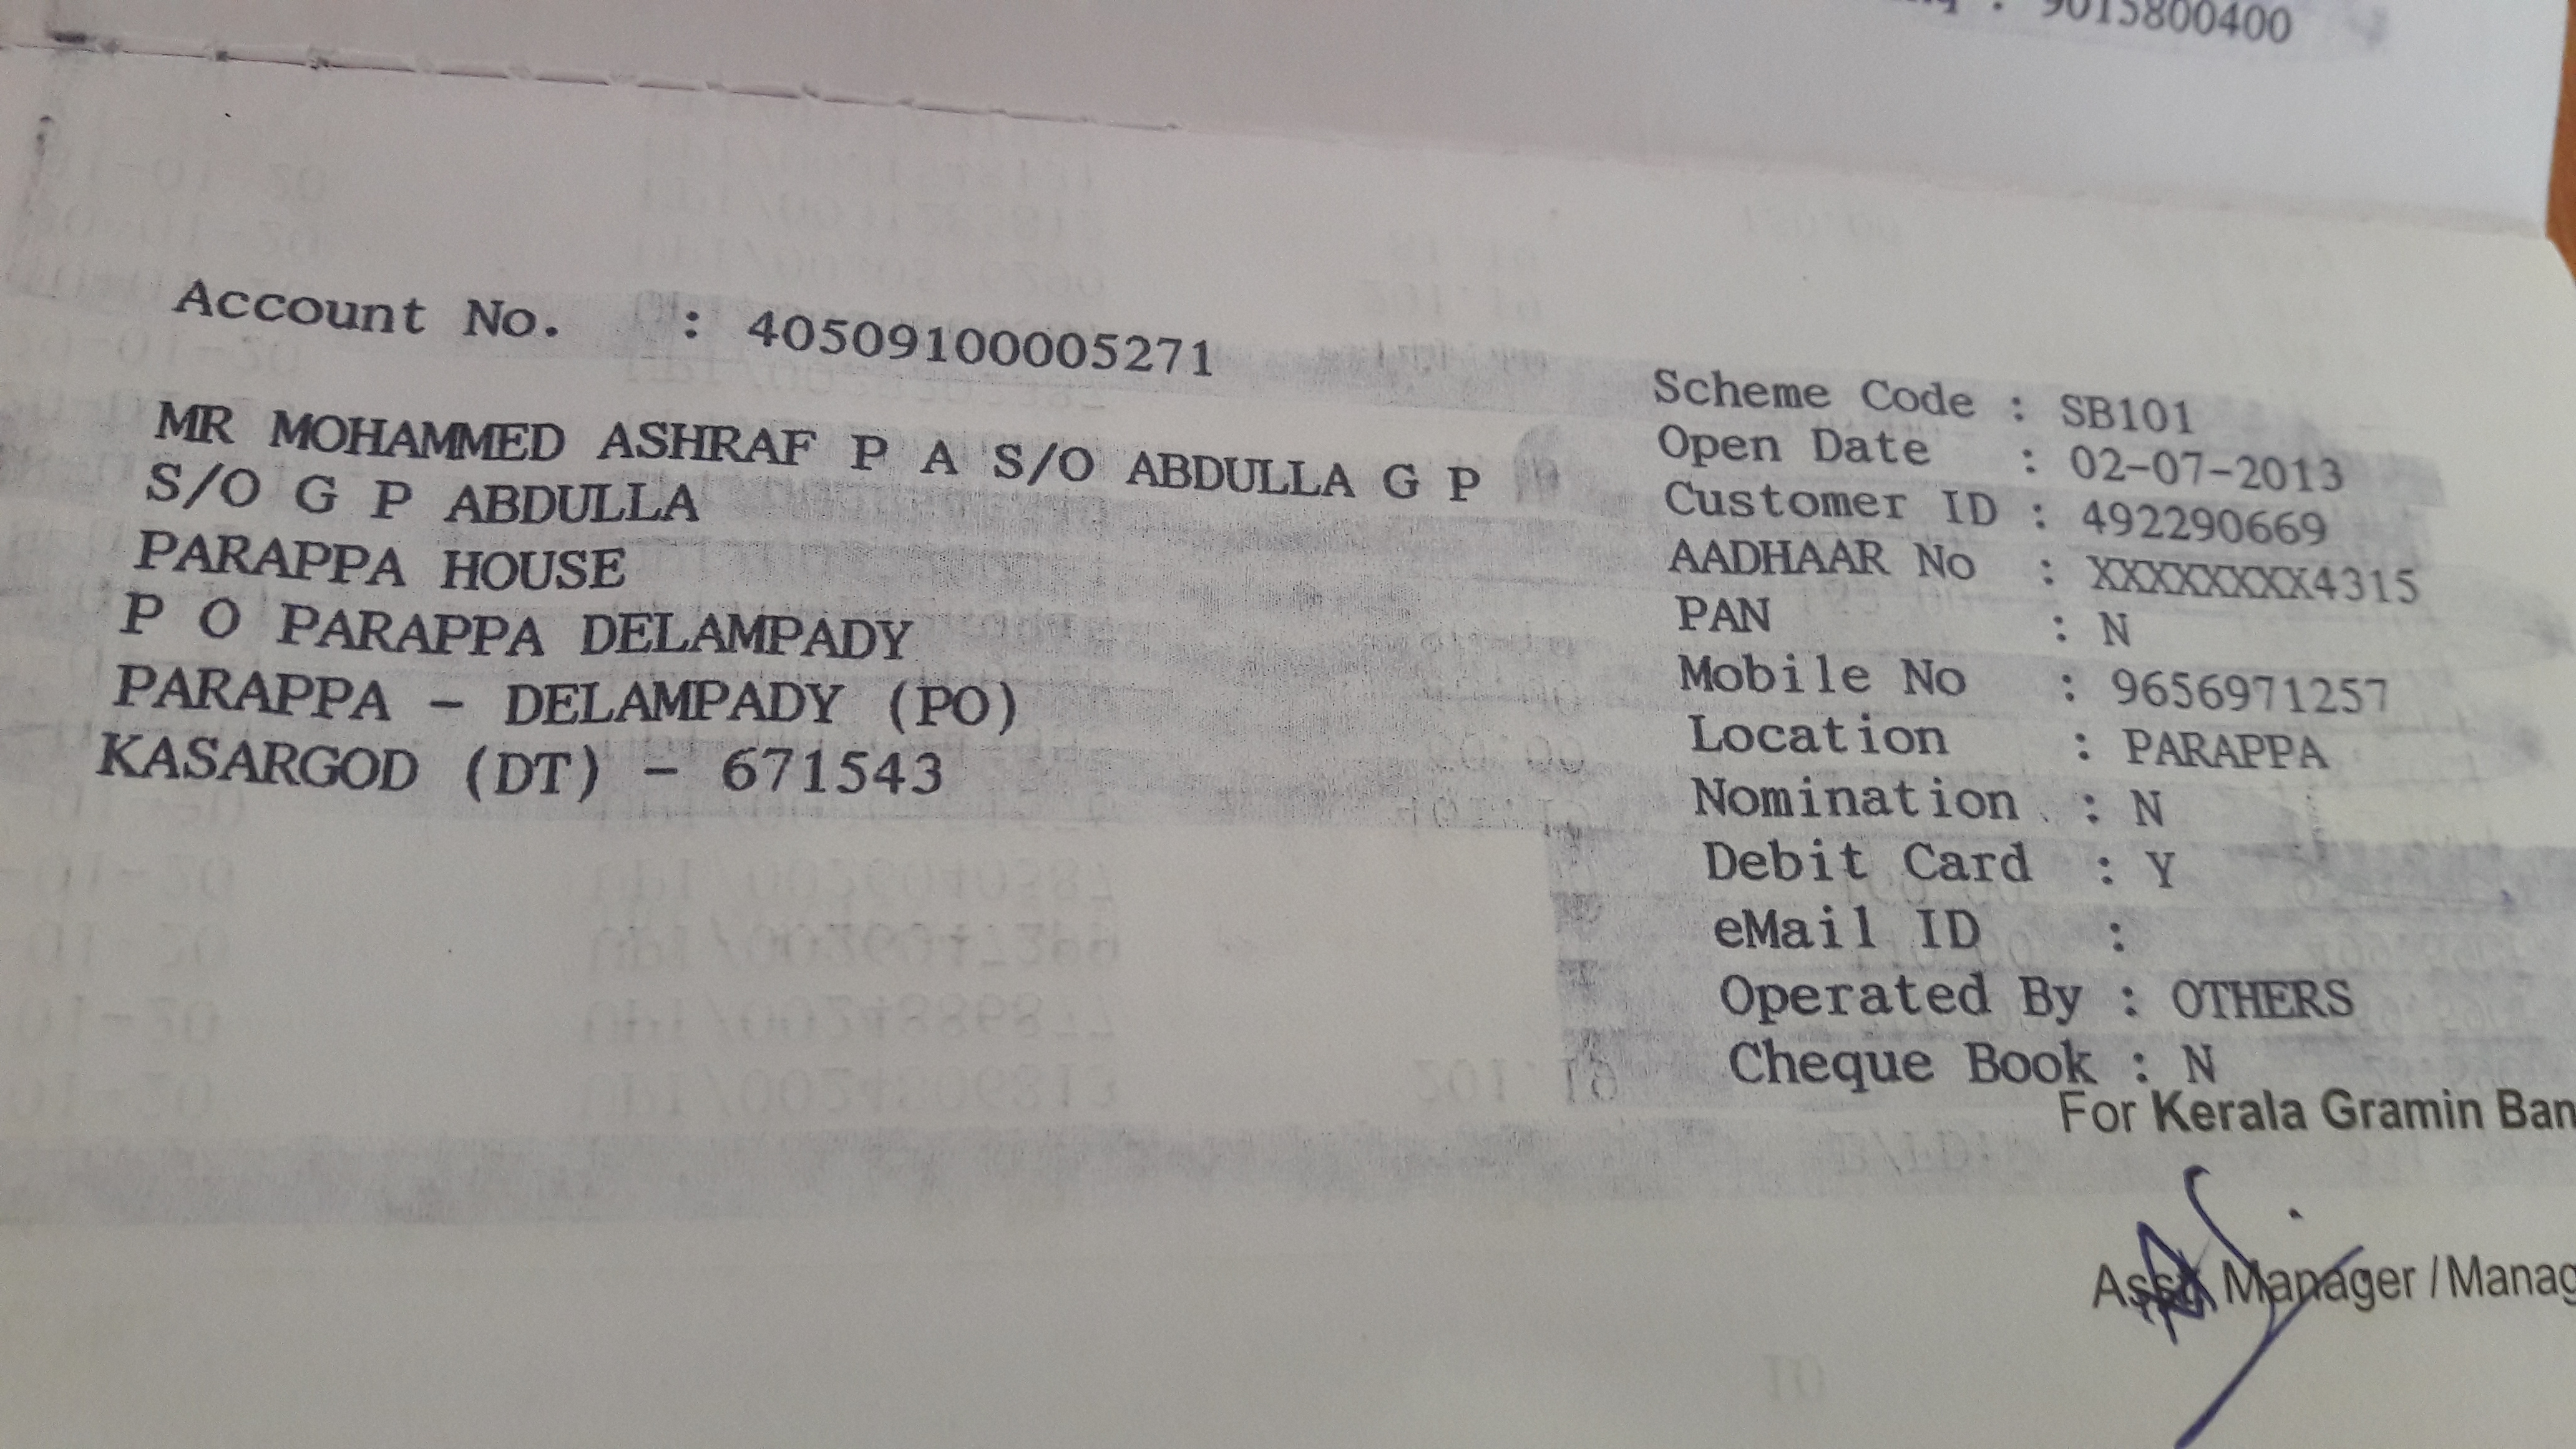 Account No. : 40509100005271
MR MOHAMMED ASHRAF P A S/O ABDULLA G P
S/O G P ABDULLA
PARAPPA HOUSE
P O PARAPPA DELAMPADY
PARAPPA - DELAMPADY (PO)
KASARGOD (DT) - 671543
Scheme Code : SB101
Open Date : 02-07-2013
Customer ID : 492290669
AADHAAR No : XXXXXXXX4315
PAN : N
Mobile No : 9656971257
Location : PARAPPA
Nomination : N
Debit Card : Y
eMail ID :
Operated By : OTHERS
Cheque Book : N
For Kerala Gramin Ban
Asst. Manager / Manag